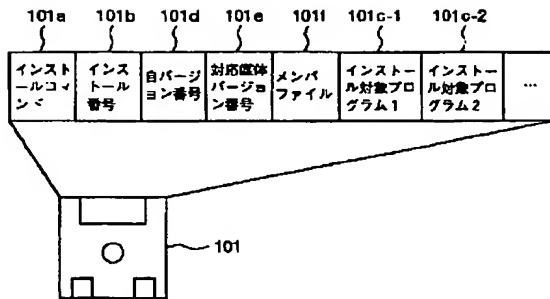 101a 101b 101d 101e 101f 101c-1 101c-2
インストールコマンド
インストール番号
自バージョン番号
対応媒体バージョン番号
メンバファイル
インストール対象プログラム1
インストール対象プログラム2
…
101